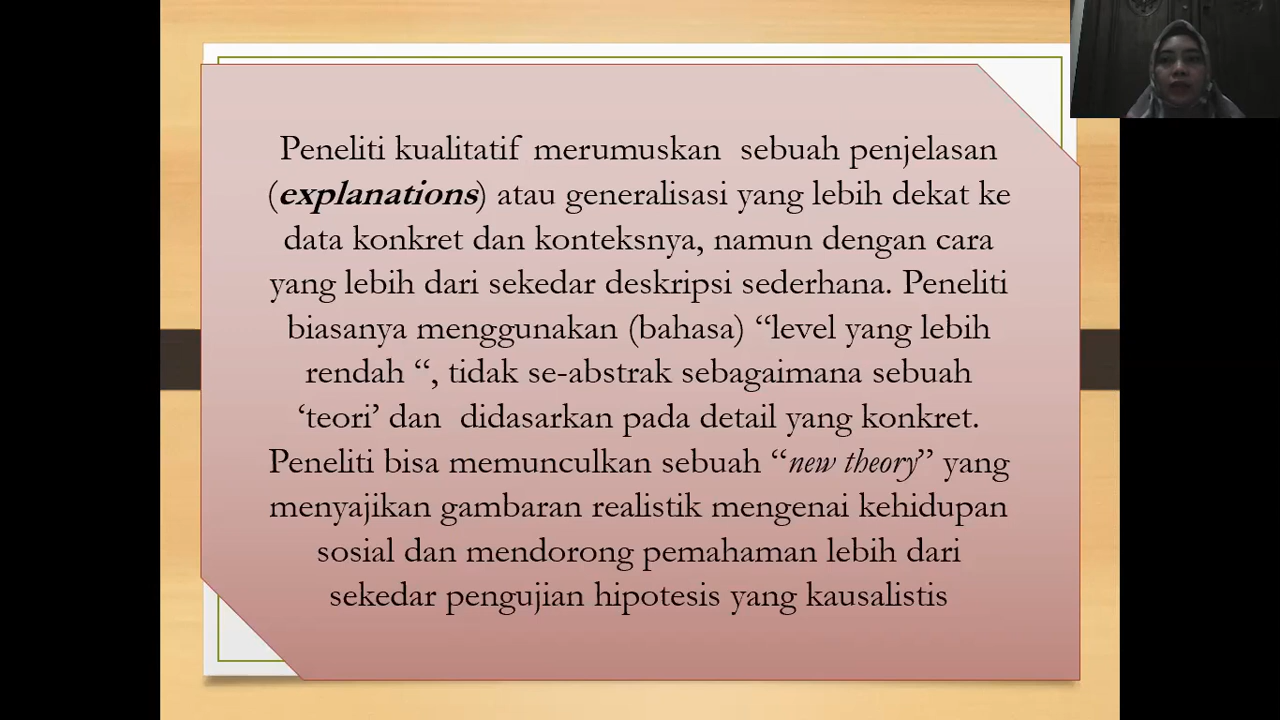 Peneliti kualitatif merumuskan  sebuah penjelasan
(explanations) atau generalisasi yang lebih dekat ke
data konkret dan konteksnya, namun dengan cara
yang lebih dari sekedar deskripsi sederhana. Peneliti
biasanya menggunakan (bahasa) “level yang lebih
rendah “, tidak se-abstrak sebagaimana sebuah
‘teori’ dan  didasarkan pada detail yang konkret.
Peneliti bisa memunculkan sebuah “new theory” yang
menyajikan gambaran realistik mengenai kehidupan
sosial dan mendorong pemahaman lebih dari
sekedar pengujian hipotesis yang kausalistis